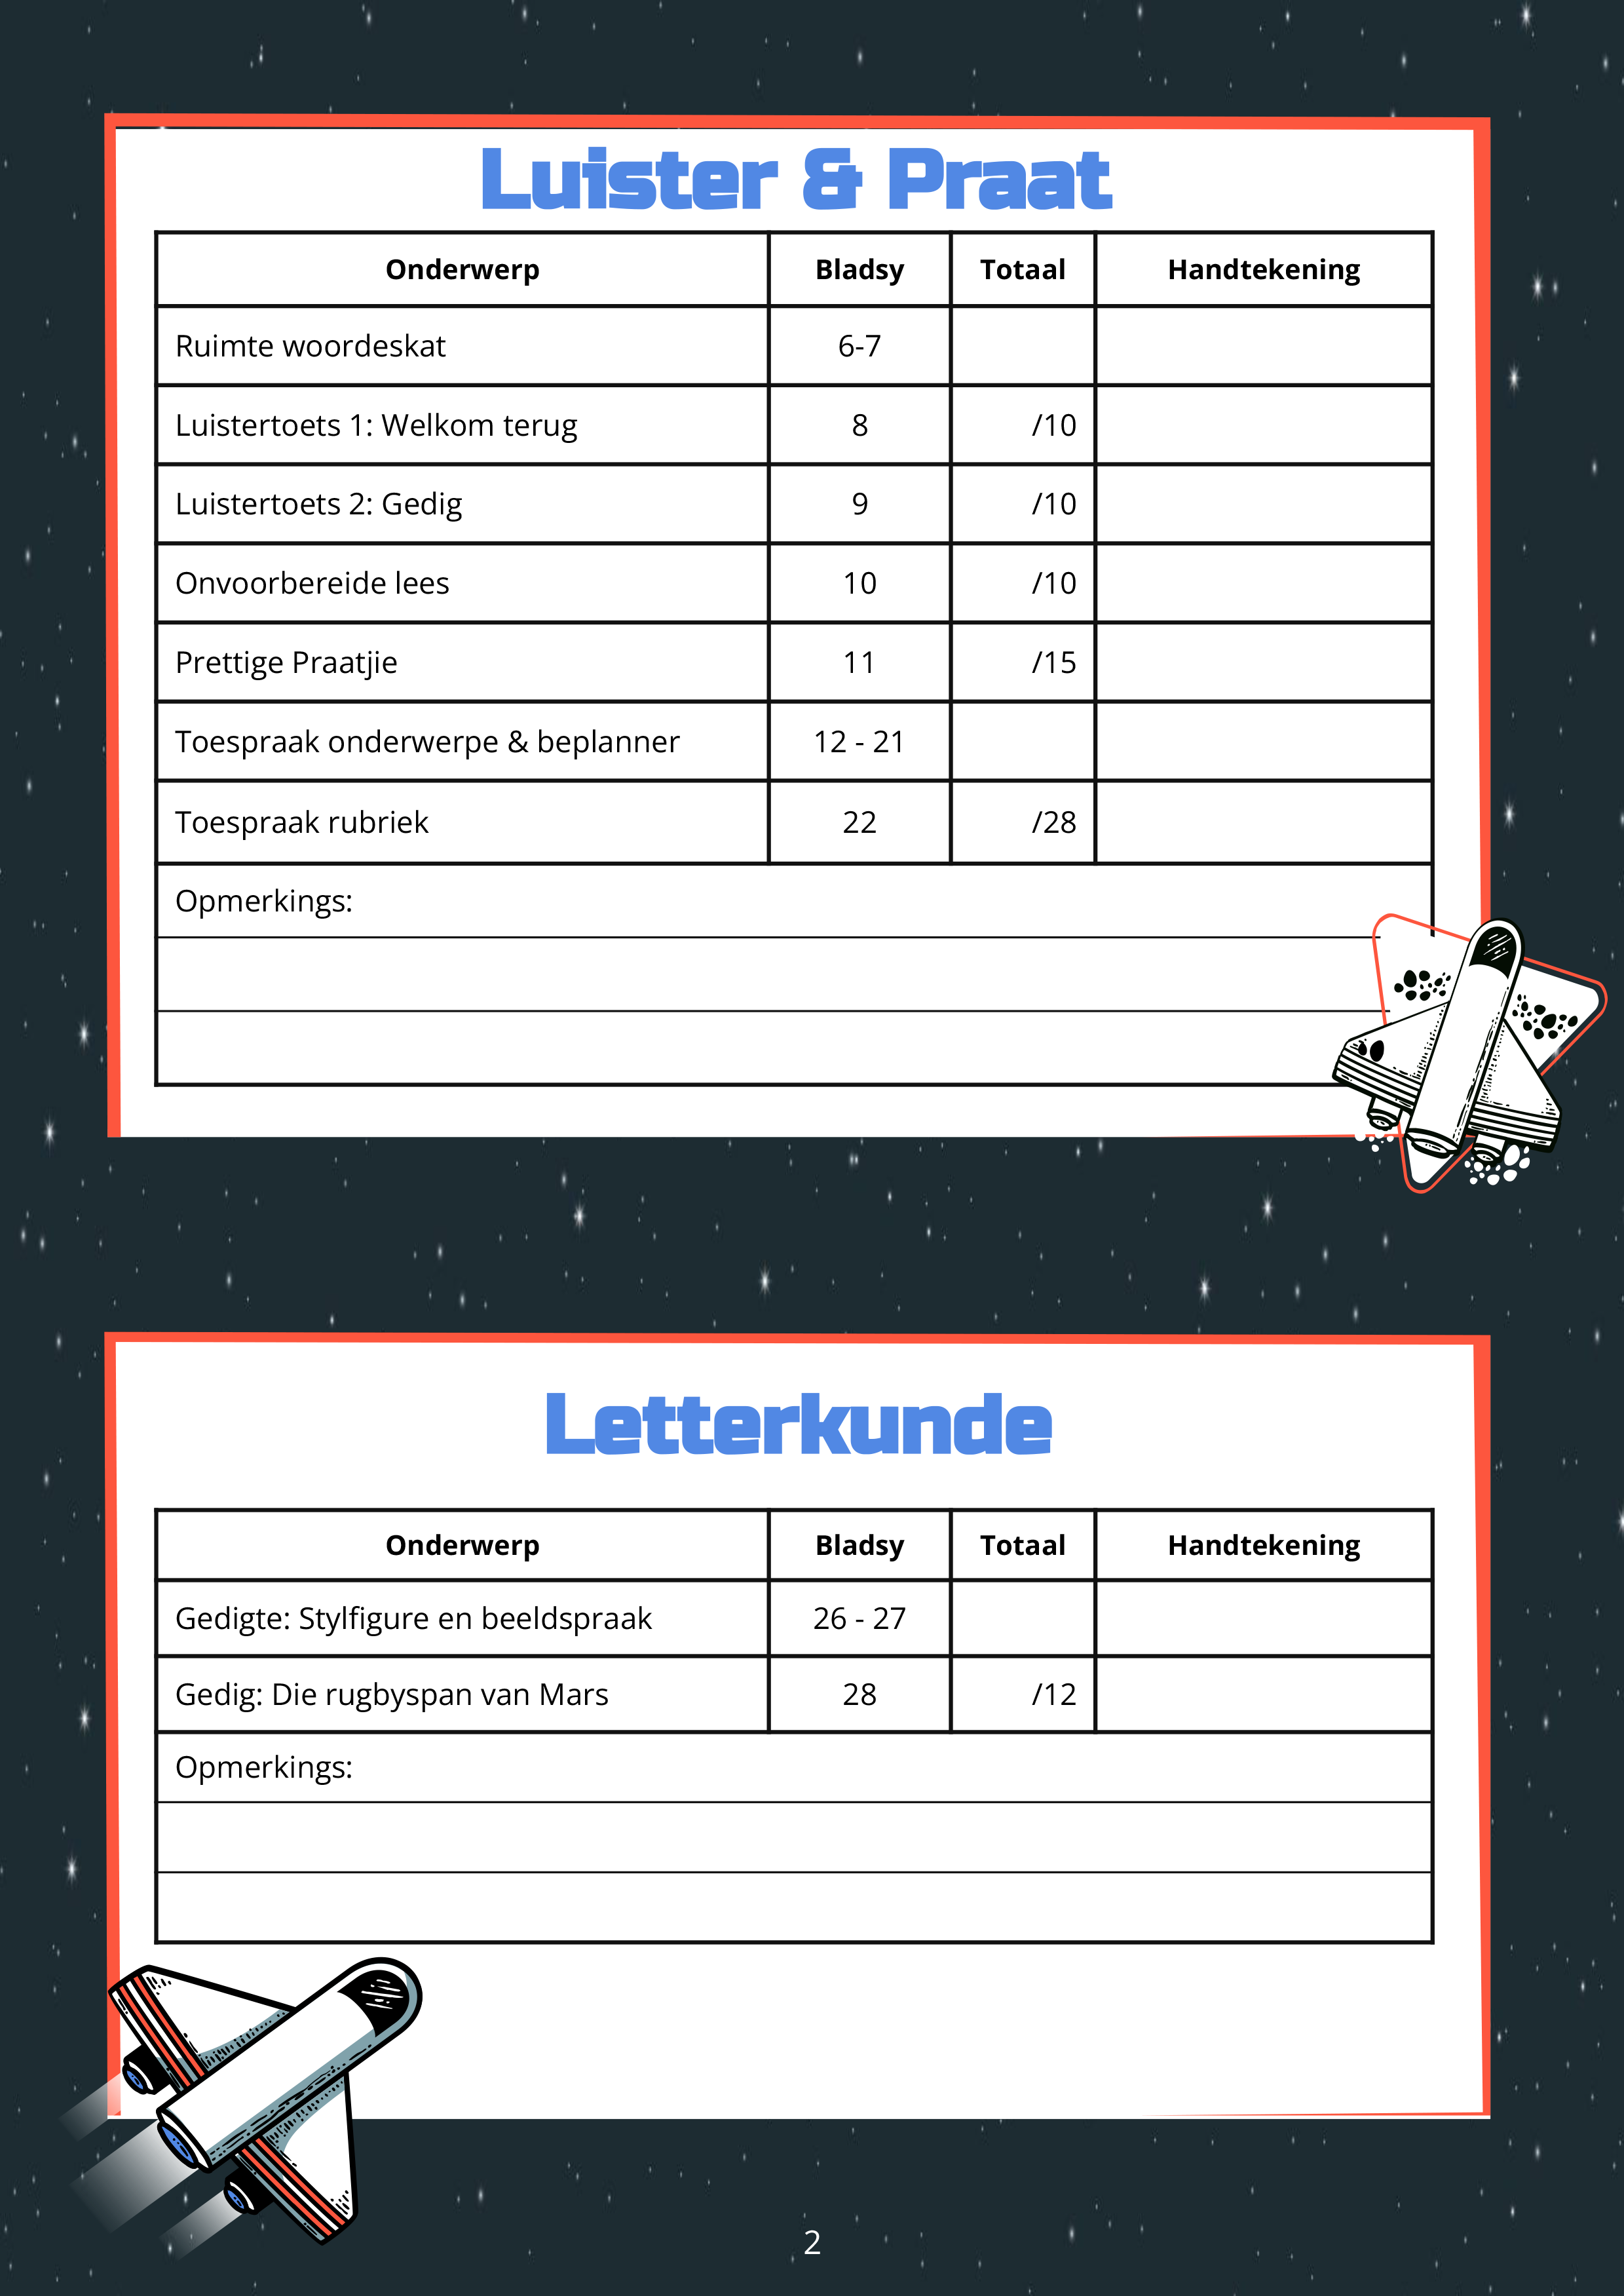 Luister & Praat
Onderwerp Bladsy Totaal Handtekening
Ruimte woordeskat 6-7
Luistertoets 1: Welkom terug 8 /10
Luistertoets 2: Gedig 9 /10
Onvoorbereide lees 10 /10
Prettige Praatjie 11 /15
Toespraak onderwerpe & beplanner 12 - 21
Toespraak rubriek 22 /28
Opmerkings:
Letterkunde
Onderwerp Bladsy Totaal Handtekening
Gedigte: Stylfigure en beeldspraak 26 - 27
Gedig: Die rugbyspan van Mars 28 /12
Opmerkings:
2